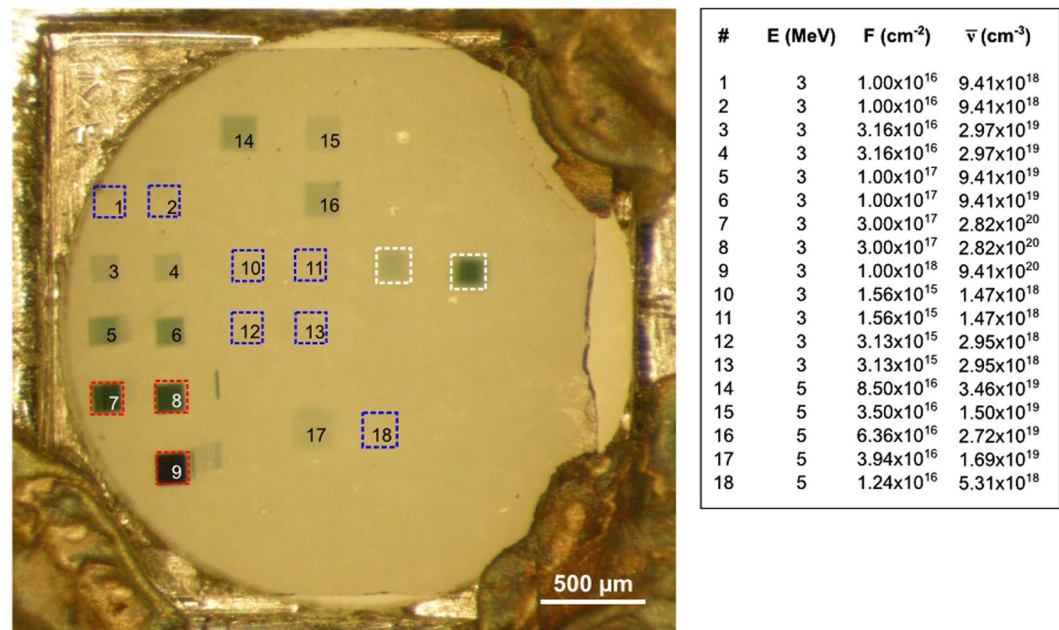 14 15
1 2 16
3 4 10 11
5 6 12 13
7 8
17 18
9
500 µm
# E (MeV) F (cm⁻²) v̅ (cm⁻³)
1 3 1.00x10¹⁶ 9.41x10¹⁸
2 3 1.00x10¹⁶ 9.41x10¹⁸
3 3 3.16x10¹⁶ 2.97x10¹⁹
4 3 3.16x10¹⁶ 2.97x10¹⁹
5 3 1.00x10¹⁷ 9.41x10¹⁹
6 3 1.00x10¹⁷ 9.41x10¹⁹
7 3 3.00x10¹⁷ 2.82x10²⁰
8 3 3.00x10¹⁷ 2.82x10²⁰
9 3 1.00x10¹⁸ 9.41x10²⁰
10 3 1.56x10¹⁵ 1.47x10¹⁸
11 3 1.56x10¹⁵ 1.47x10¹⁸
12 3 3.13x10¹⁵ 2.95x10¹⁸
13 3 3.13x10¹⁵ 2.95x10¹⁸
14 5 8.50x10¹⁶ 3.46x10¹⁹
15 5 3.50x10¹⁶ 1.50x10¹⁹
16 5 6.36x10¹⁶ 2.72x10¹⁹
17 5 3.94x10¹⁶ 1.69x10¹⁹
18 5 1.24x10¹⁶ 5.31x10¹⁸